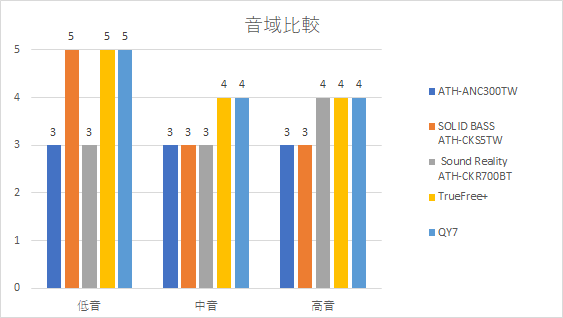 音域比較
5
4
3
2
1
0
3 5 3 5 5
3 3 3 4 4
3 3 4 4 4
低音 中音 高音
ATH-ANC300TW
SOLID BASS
ATH-CKS5TW
Sound Reality
ATH-CKR700BT
TrueFree+
QY7